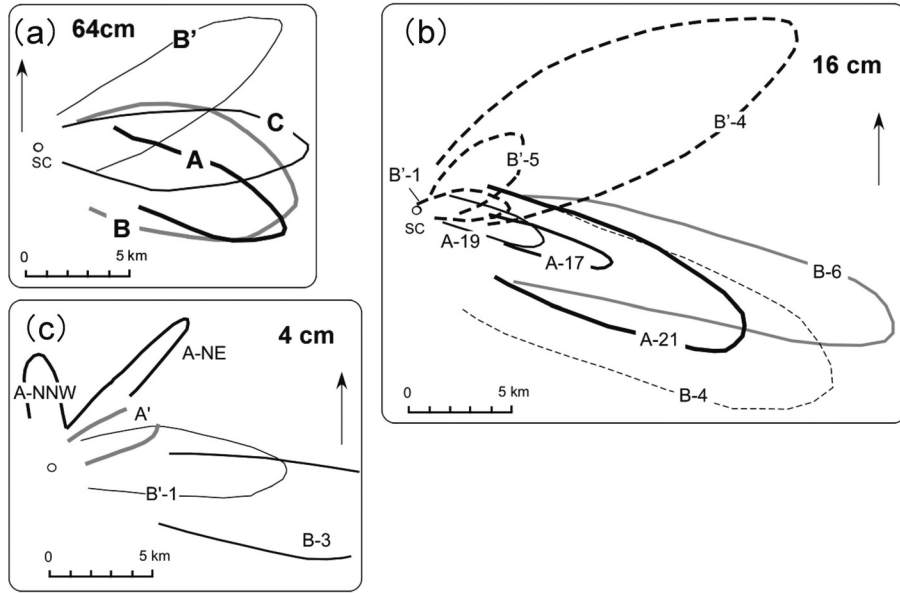 (a)
64cm
B’
C
A
SC
B
0
5 km
(b)
16 cm
B’-4
B’-5
B’-1
SC
A-19
A-17
B-6
A-21
B-4
0
5 km
(c)
4 cm
A-NE
A-NNW
A'
B'-1
B-3
0
5 km